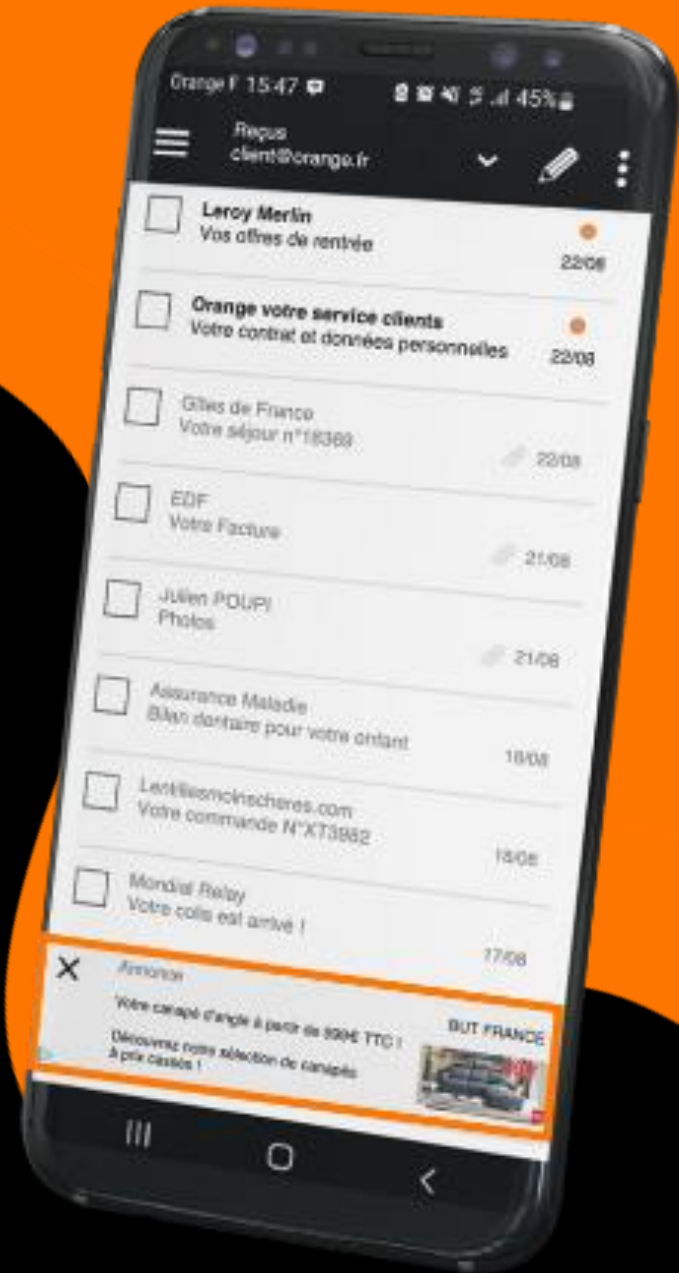 Orange F 15:47 45%
Reçus
client@orange.fr
Leroy Merlin
Vos offres de rentrée
22/08
Orange votre service clients
Votre contrat et données personnelles
22/08
Gîtes de France
Votre séjour n°18369
22/08
EDF
Votre Facture
21/08
Julien POUPI
Photos
21/08
Assurance Maladie
Bilan dentaire pour votre enfant
18/08
Lentillesmoinscheres.com
Votre commande N°XT3982
18/08
Mondial Relay
Votre colis est arrivé !
17/08
Annonce
Votre canapé d'angle à partir de 899€ TTC !
BUT FRANCE
Découvrez notre sélection de canapés
à prix cassés !